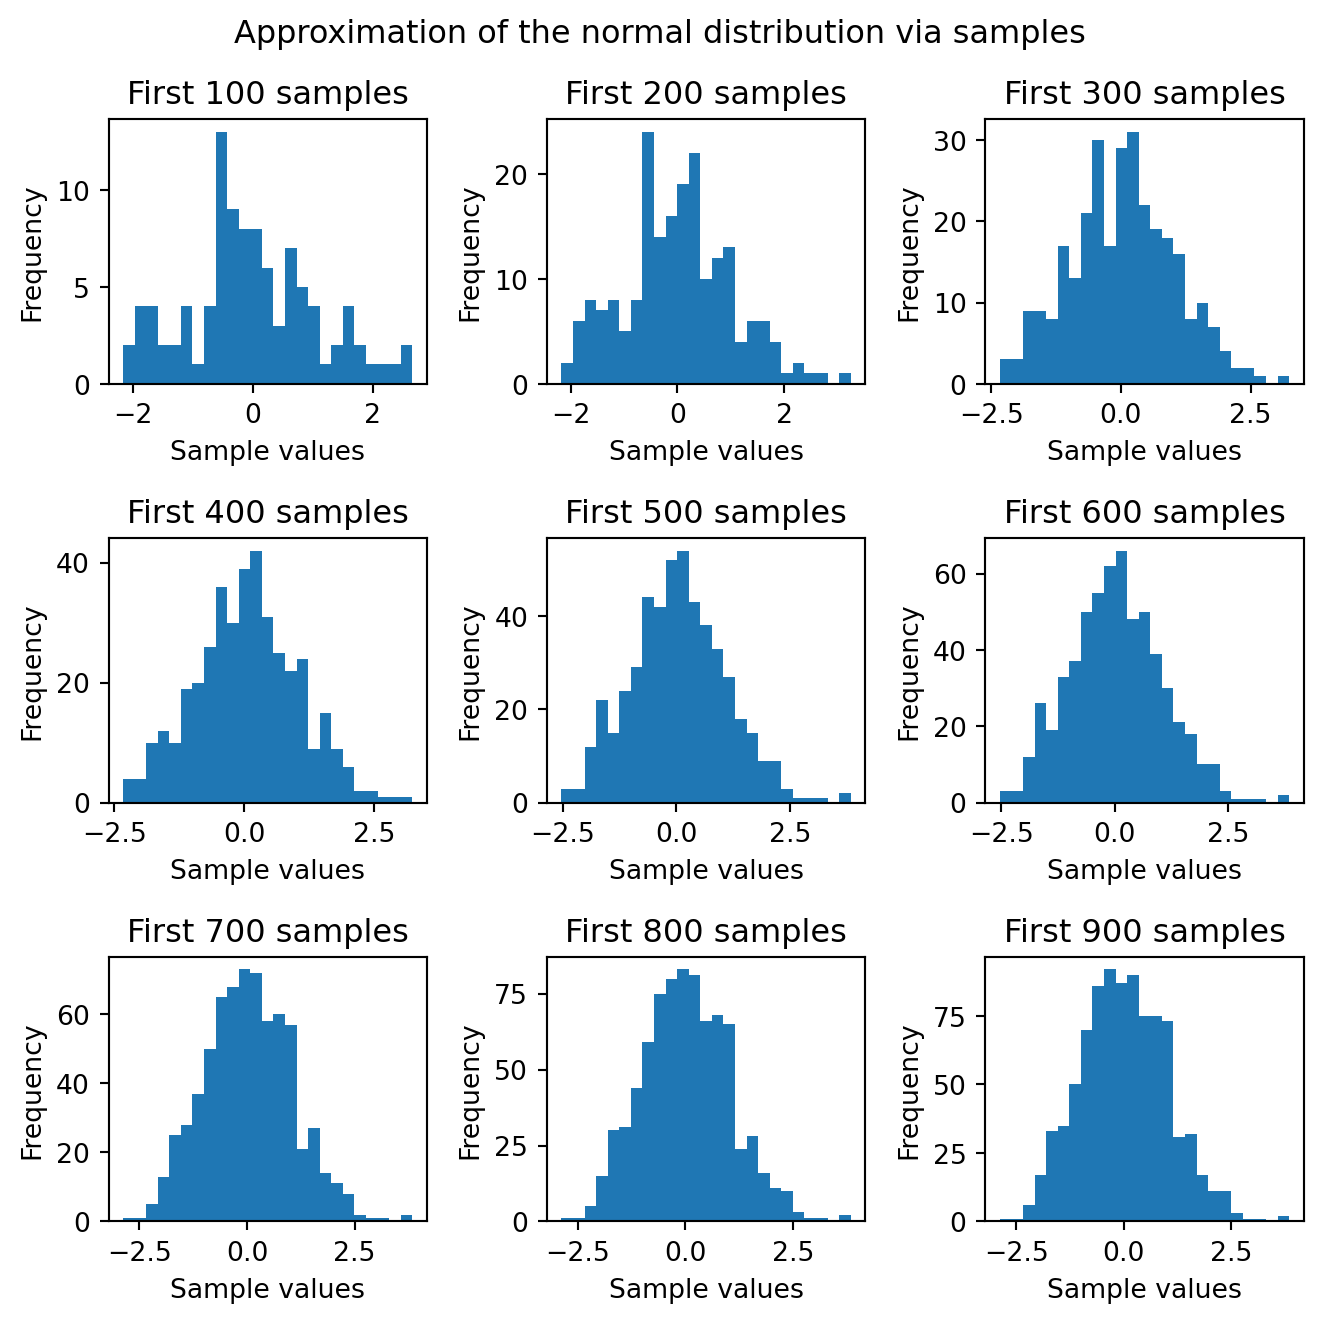 Approximation of the normal distribution via samples
First 100 samples
First 200 samples
First 300 samples
Frequency
10
5
0
−2
0
2
Sample values
Frequency
20
10
0
−2
0
2
Sample values
Frequency
30
20
10
0
−2.5
0.0
2.5
Sample values
First 400 samples
First 500 samples
First 600 samples
Frequency
40
20
0
−2.5
0.0
2.5
Sample values
Frequency
40
20
0
−2.5
0.0
2.5
Sample values
Frequency
60
40
20
0
−2.5
0.0
2.5
Sample values
First 700 samples
First 800 samples
First 900 samples
Frequency
60
40
20
0
−2.5
0.0
2.5
Sample values
Frequency
75
50
25
0
−2.5
0.0
2.5
Sample values
Frequency
75
50
25
0
−2.5
0.0
2.5
Sample values